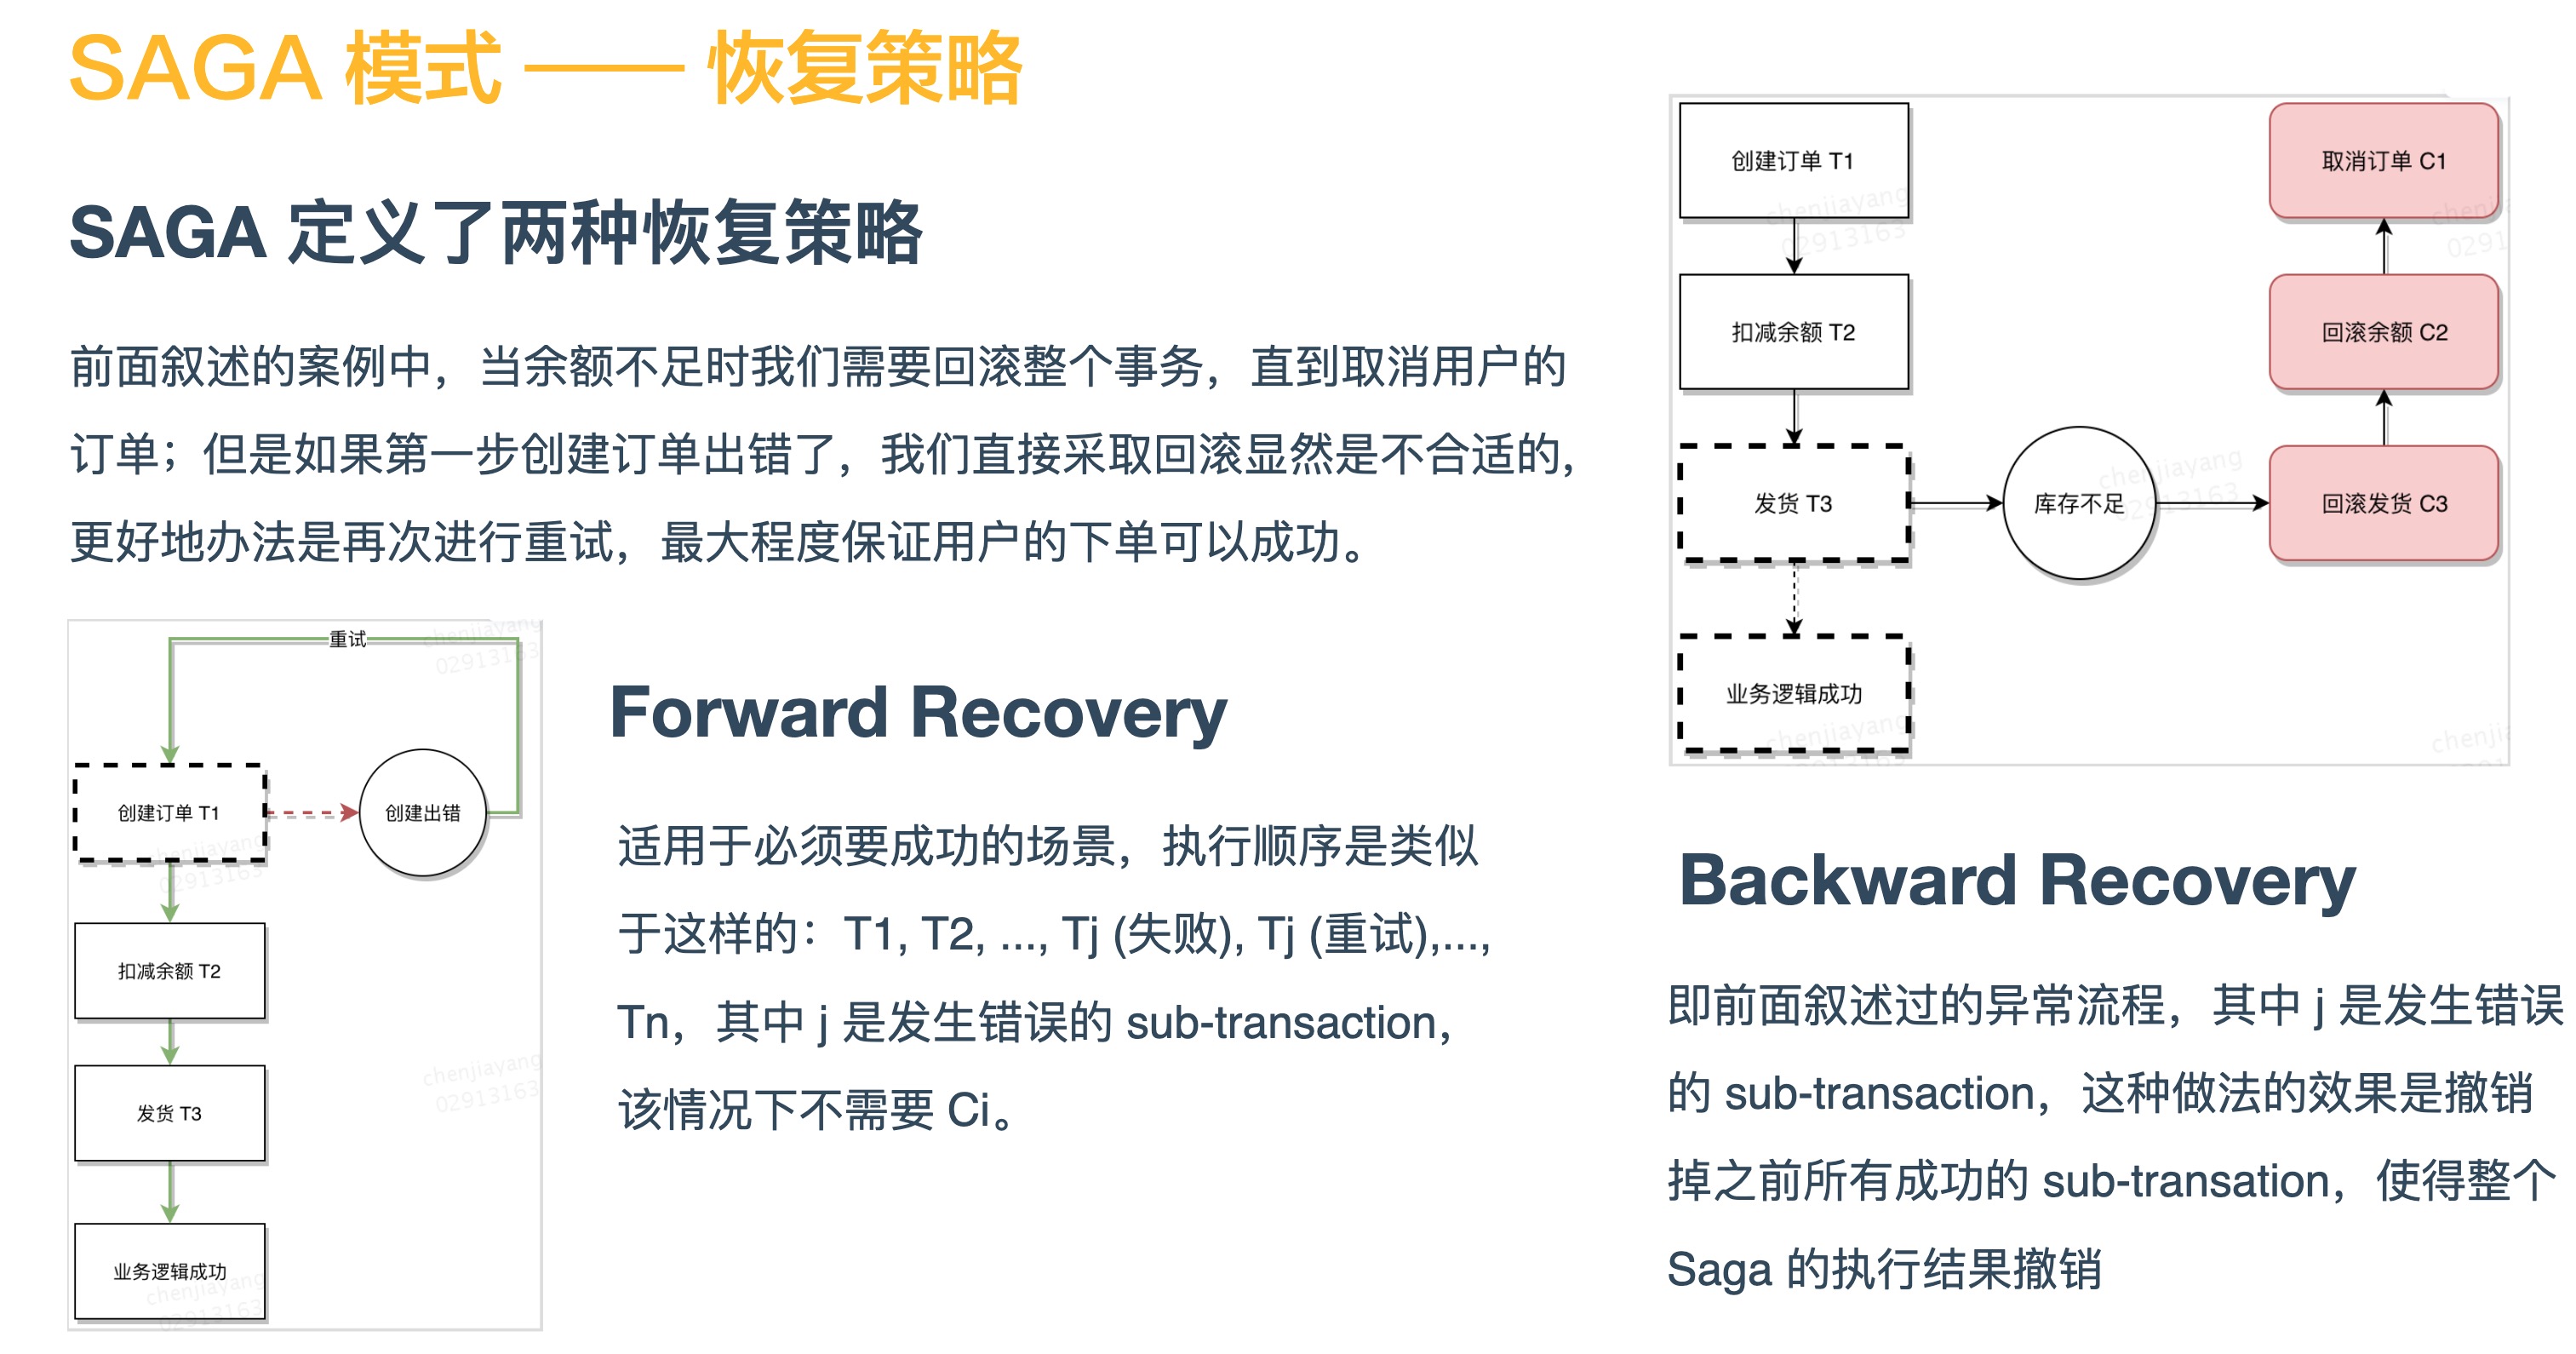 SAGA 模式 —— 恢复策略
SAGA 定义了两种恢复策略
前面叙述的案例中，当余额不足时我们需要回滚整个事务，直到取消用户的
订单；但是如果第一步创建订单出错了，我们直接采取回滚显然是不合适的，
更好地办法是再次进行重试，最大程度保证用户的下单可以成功。
重试
创建订单 T1
创建出错
扣减余额 T2
发货 T3
业务逻辑成功
Forward Recovery
适用于必须要成功的场景，执行顺序是类似
于这样的：T1, T2, ..., Tj (失败), Tj (重试),...,
Tn，其中 j 是发生错误的 sub-transaction，
该情况下不需要 Ci。
创建订单 T1
取消订单 C1
扣减余额 T2
回滚余额 C2
发货 T3
库存不足
回滚发货 C3
业务逻辑成功
Backward Recovery
即前面叙述过的异常流程，其中 j 是发生错误
的 sub-transaction，这种做法的效果是撤销
掉之前所有成功的 sub-transation，使得整个
Saga 的执行结果撤销
chenjiayang
02913163